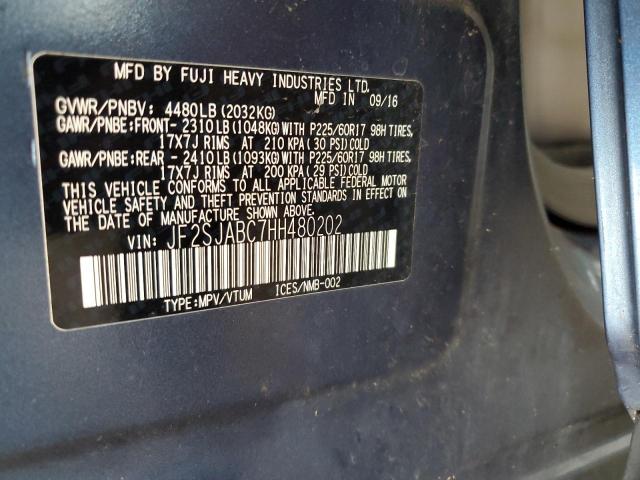 MFD BY FUJI HEAVY INDUSTRIES LTD.
MFD IN 09/16
GVWR/PNBV: 4480LB (2032KG)
GAWR/PNBE:FRONT- 2310LB (1048KG) WITH P225/60R17 98H TIRES,
17X7J RIMS AT 210 KPA (30 PSI) COLD
GAWR/PNBE:REAR - 2410LB (1093KG) WITH P225/60R17 98H TIRES,
17X7J RIMS AT 200 KPA (29 PSI) COLD
THIS VEHICLE CONFORMS TO ALL APPLICABLE FEDERAL MOTOR
VEHICLE SAFETY AND THEFT PREVENTION STANDARDS IN EFFECT ON
THE DATE OF MANUFACTURE SHOWN ABOVE.
VIN: JF2SJABC7HH480202
TYPE:MPV/VTUM ICES/NMB-002